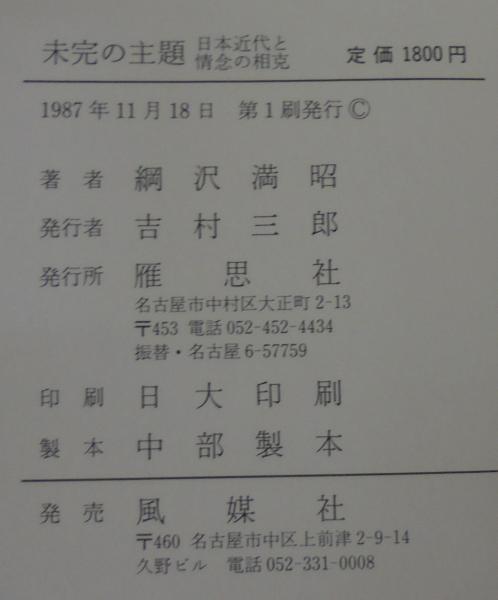 未完の主題 日本近代と情念の相克 定価 1800円
1987年11月18日 第1刷発行©
著者 綱沢満昭
発行者 吉村三郎
発行所 雁思社
名古屋市中村区大正町2-13
〒453 電話052-452-4434
振替・名古屋6-57759
印刷 日大印刷
製本 中部製本
発売 風媒社
〒460 名古屋市中区上前津2-9-14
久野ビル 電話052-331-0008